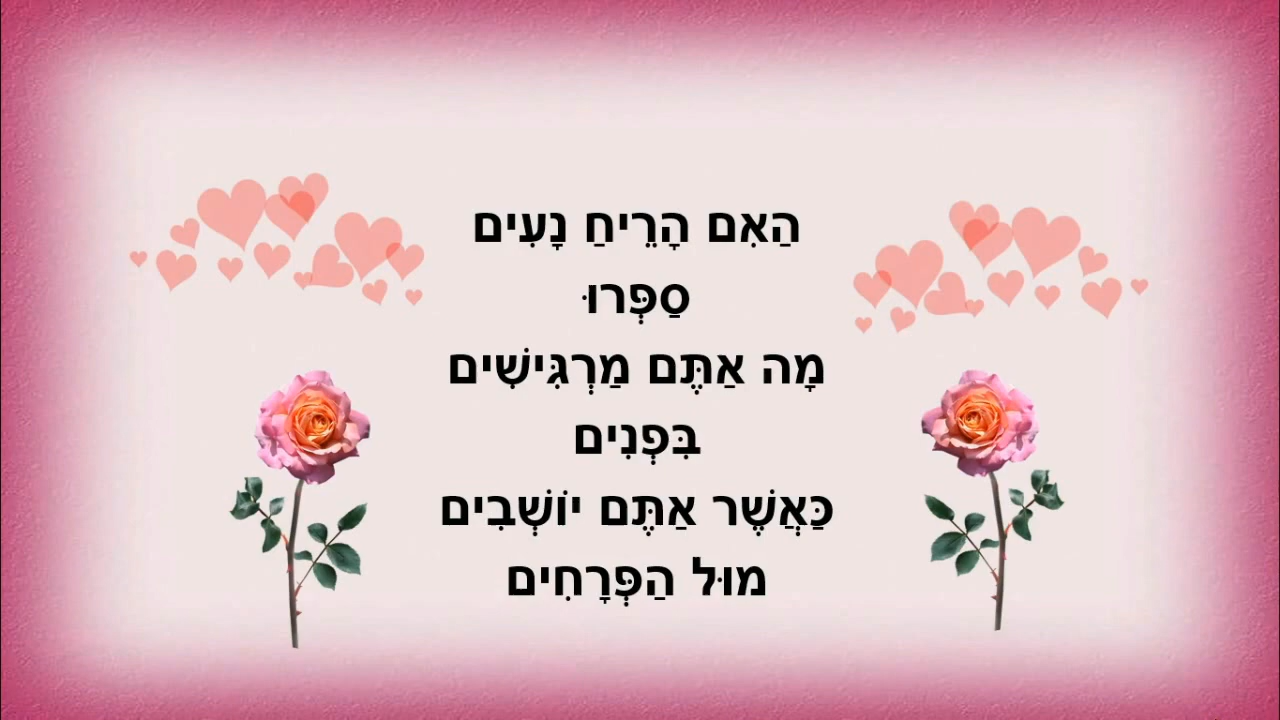 הַאִם הָרֵיחַ נָעִים
סַפְּרוּ
מָה אַתֶּם מַרְגִּישִׁים
בִּפְנִים
כַּאֲשֶׁר אַתֶּם יוֹשְׁבִים
מוּל הַפְּרָחִים